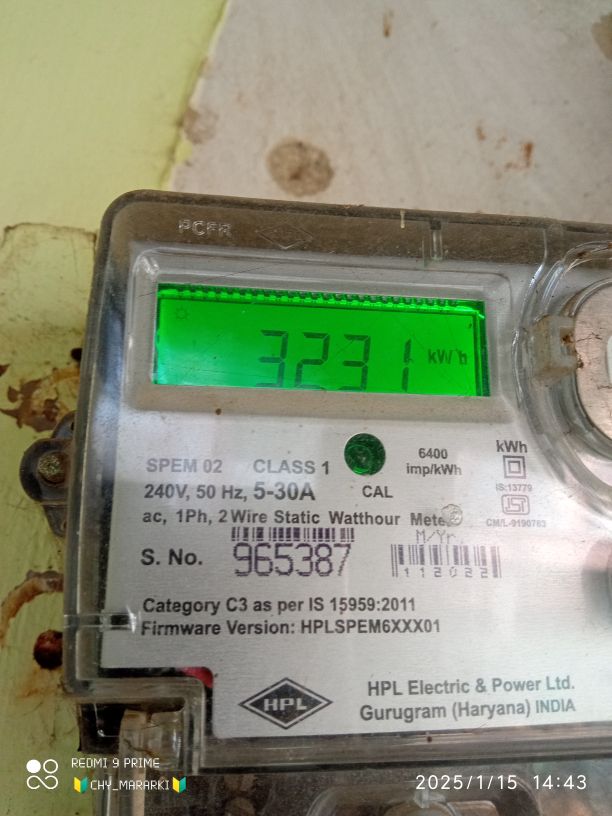 3231 kWh
SPEM 02 CLASS 1
6400
imp/kWh
kWh
240V, 50 Hz, 5-30A
CAL
IS:13779
ISI
CM/L-9190763
ac, 1Ph, 2 Wire Static Watthour Meter
M/Yr.
S. No. 965387
112022
Category C3 as per IS 15959:2011
Firmware Version: HPLSPEM6XXX01
HPL
HPL Electric & Power Ltd.
Gurugram (Haryana) INDIA
REDMI 9 PRIME
CHY_MARARKI
2025/1/15 14:43